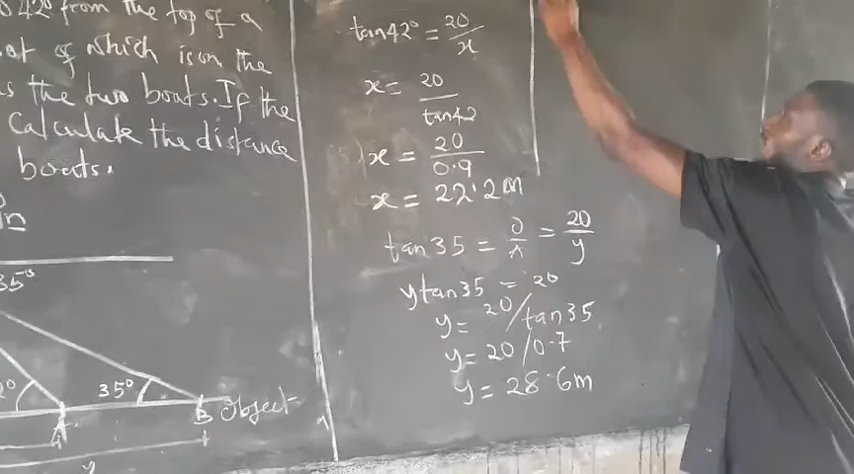 42° from the top of a
of which is on the
the two boats. If the
Calculate the distance
boats.
35°
35°
A
B Object
y
tan42° = 20/x
x = 20/tan42
x = 20/0.9
x = 22.2m
tan35 = O/A = 20/y
ytan35 = 20
y = 20/tan35
y = 20/0.7
y = 28.6m